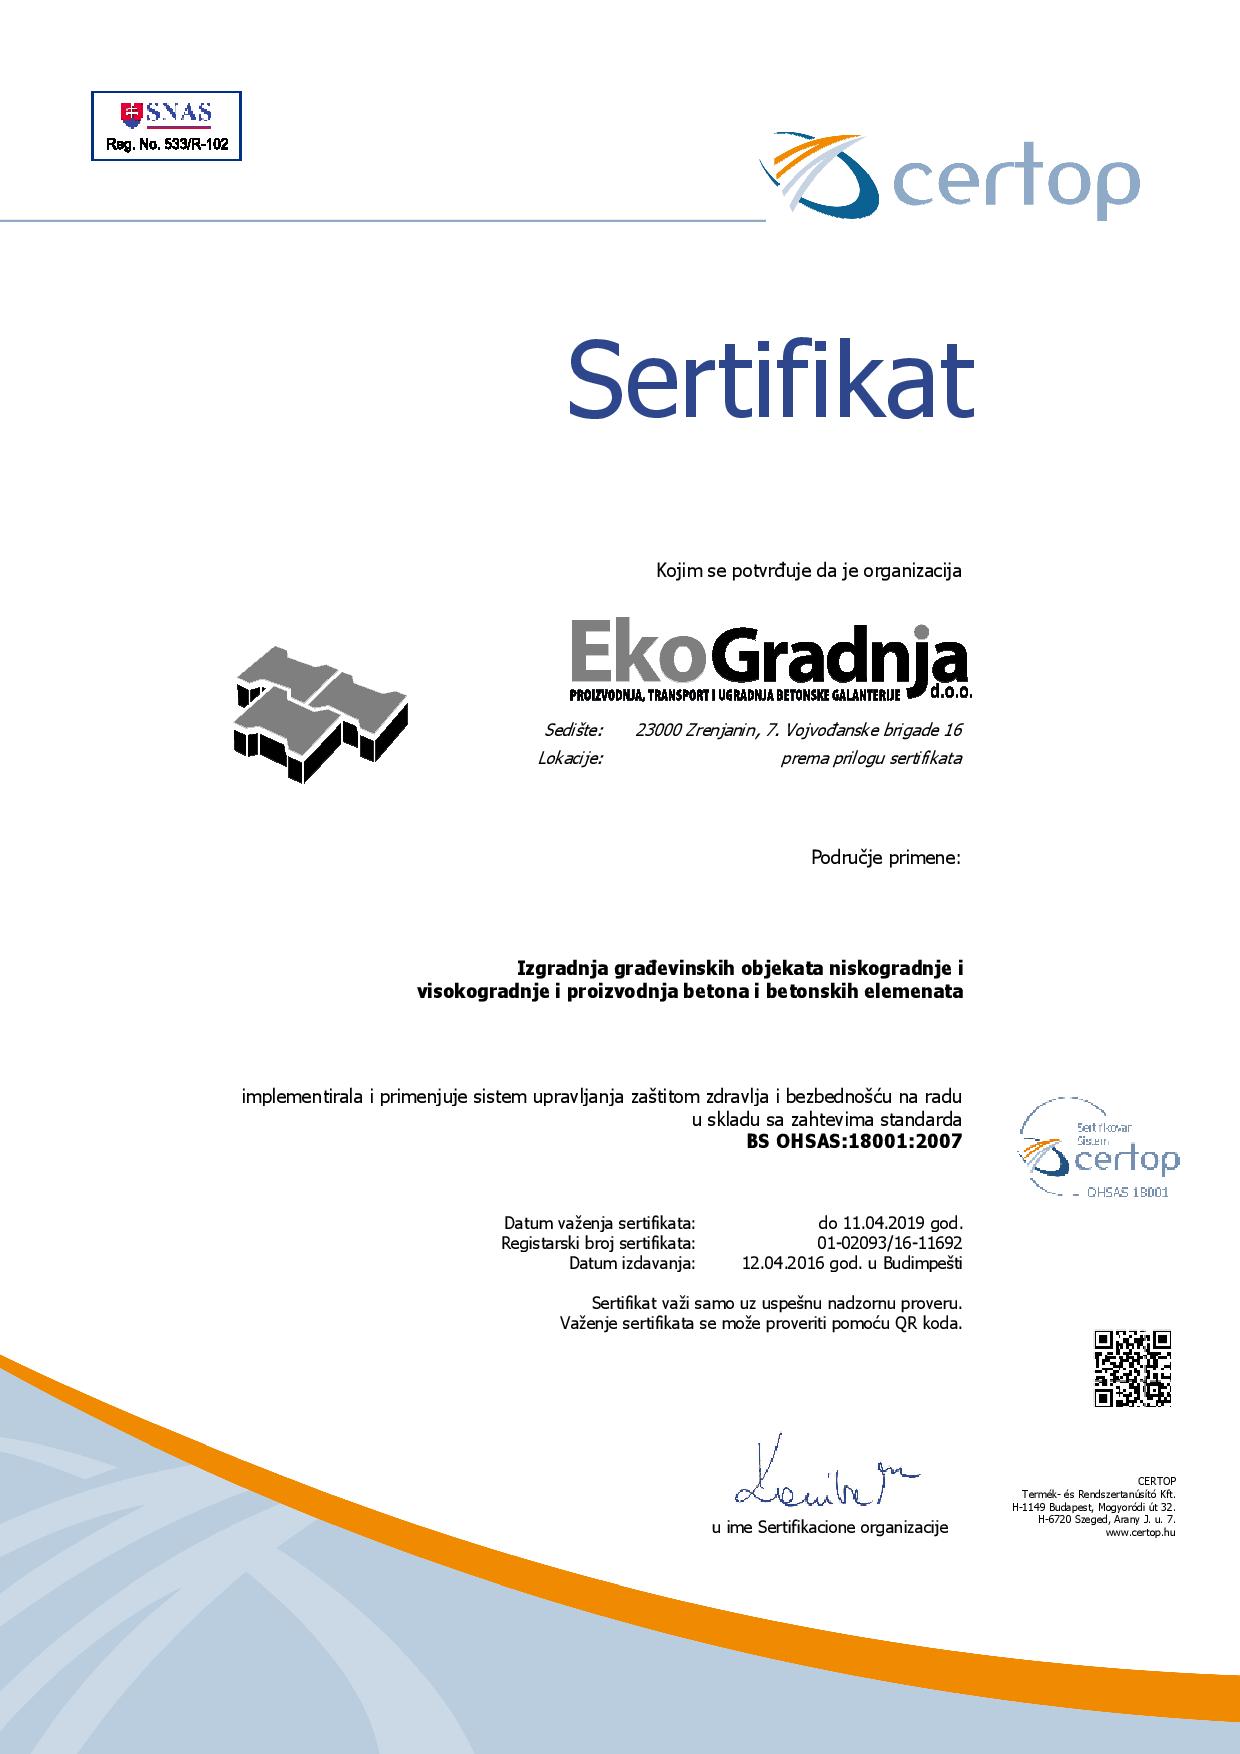 SNAS
Reg. No. 533/R-102
certop
Sertifikat
Kojim se potvrđuje da je organizacija
EkoGradnja
PROIZVODNJA, TRANSPORT I UGRADNJA BETONSKE GALANTERIJE d.o.o.
Sedište: 23000 Zrenjanin, 7. Vojvođanske brigade 16
Lokacije: prema prilogu sertifikata
Područje primene:
Izgradnja građevinskih objekata niskogradnje i
visokogradnje i proizvodnja betona i betonskih elemenata
implementirala i primenjuje sistem upravljanja zaštitom zdravlja i bezbednošću na radu
u skladu sa zahtevima standarda
BS OHSAS:18001:2007
Sertifikovan
Sistem
certop
OHSAS 18001
Datum važenja sertifikata: do 11.04.2019 god.
Registarski broj sertifikata: 01-02093/16-11692
Datum izdavanja: 12.04.2016 god. u Budimpešti
Sertifikat važi samo uz uspešnu nadzornu proveru.
Važenje sertifikata se može proveriti pomoću QR koda.
u ime Sertifikacione organizacije
CERTOP
Termék- és Rendszertanúsító Kft.
H-1149 Budapest, Mogyoródi út 32.
H-6720 Szeged, Arany J. u. 7.
www.certop.hu